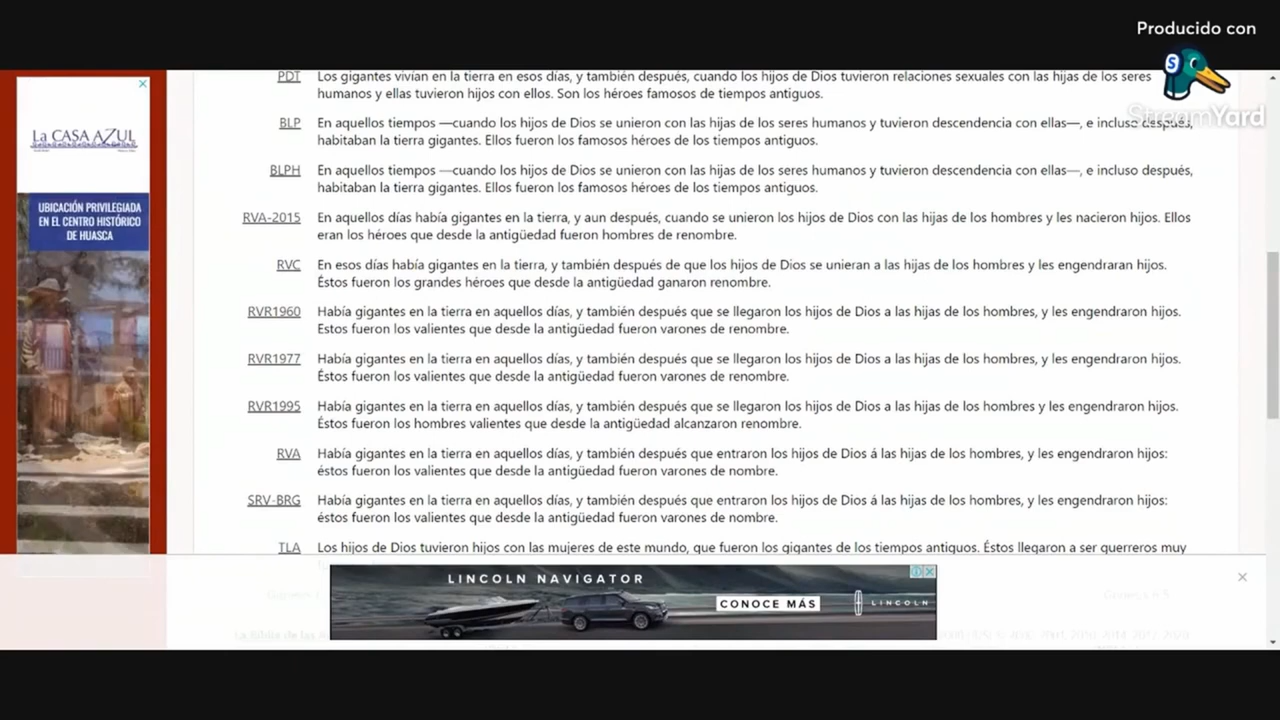 Producido con
StreamYard
PDT Los gigantes vivían en la tierra en esos días, y también después, cuando los hijos de Dios tuvieron relaciones sexuales con las hijas de los seres
humanos y ellas tuvieron hijos con ellos. Son los héroes famosos de tiempos antiguos.
BLP En aquellos tiempos —cuando los hijos de Dios se unieron con las hijas de los seres humanos y tuvieron descendencia con ellas—, e incluso después,
habitaban la tierra gigantes. Ellos fueron los famosos héroes de los tiempos antiguos.
BLPH En aquellos tiempos —cuando los hijos de Dios se unieron con las hijas de los seres humanos y tuvieron descendencia con ellas—, e incluso después,
habitaban la tierra gigantes. Ellos fueron los famosos héroes de los tiempos antiguos.
RVA-2015 En aquellos días había gigantes en la tierra, y aun después, cuando se unieron los hijos de Dios con las hijas de los hombres y les nacieron hijos. Ellos
eran los héroes que desde la antigüedad fueron hombres de renombre.
RVC En esos días había gigantes en la tierra, y también después de que los hijos de Dios se unieran a las hijas de los hombres y les engendraran hijos.
Éstos fueron los grandes héroes que desde la antigüedad ganaron renombre.
RVR1960 Había gigantes en la tierra en aquellos días, y también después que se llegaron los hijos de Dios a las hijas de los hombres, y les engendraron hijos.
Estos fueron los valientes que desde la antigüedad fueron varones de renombre.
RVR1977 Había gigantes en la tierra en aquellos días, y también después que se llegaron los hijos de Dios a las hijas de los hombres, y les engendraron hijos.
Éstos fueron los valientes que desde la antigüedad fueron varones de renombre.
RVR1995 Había gigantes en la tierra en aquellos días, y también después que se llegaron los hijos de Dios a las hijas de los hombres y les engendraron hijos.
Éstos fueron los hombres valientes que desde la antigüedad alcanzaron renombre.
RVA Había gigantes en la tierra en aquellos días, y también después que entraron los hijos de Dios á las hijas de los hombres, y les engendraron hijos:
éstos fueron los valientes que desde la antigüedad fueron varones de nombre.
SRV-BRG Había gigantes en la tierra en aquellos días, y también después que entraron los hijos de Dios á las hijas de los hombres, y les engendraron hijos:
éstos fueron los valientes que desde la antigüedad fueron varones de nombre.
TLA Los hijos de Dios tuvieron hijos con las mujeres de este mundo, que fueron los gigantes de los tiempos antiguos. Éstos llegaron a ser guerreros muy
La CASA AZUL
UBICACIÓN PRIVILEGIADA
EN EL CENTRO HISTÓRICO
DE HUASCA
LINCOLN NAVIGATOR
CONOCE MÁS
LINCOLN